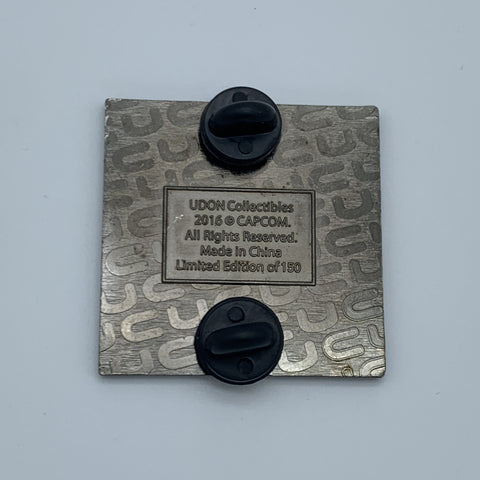 UDON Collectibles
2016 © CAPCOM.
All Rights Reserved.
Made in China
Limited Edition of 150